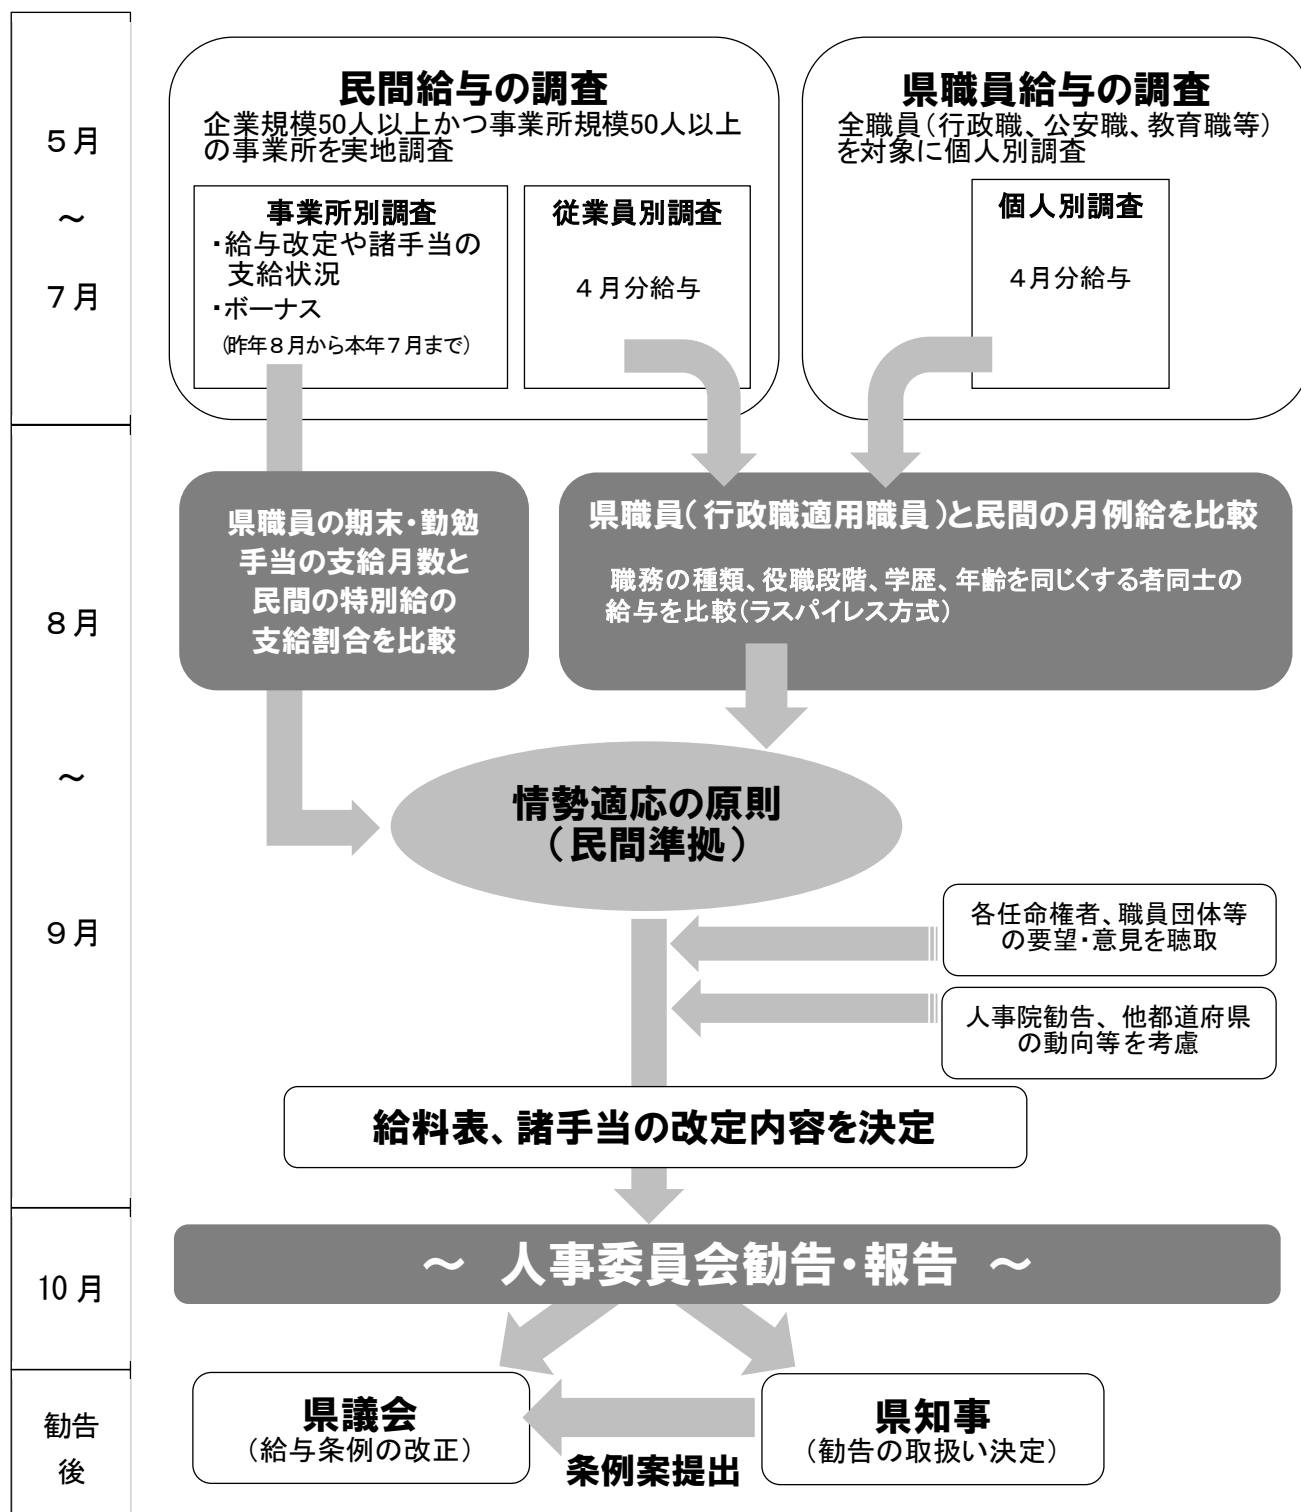 5月
～
7月
民間給与の調査
企業規模50人以上かつ事業所規模50人以上
の事業所を実地調査
事業所別調査
・給与改定や諸手当の
支給状況
・ボーナス
(昨年8月から本年7月まで)
従業員別調査
4月分給与
県職員給与の調査
全職員(行政職、公安職、教育職等)
を対象に個人別調査
個人別調査
4月分給与
8月
～
9月
県職員の期末・勤勉
手当の支給月数と
民間の特別給の
支給割合を比較
県職員(行政職適用職員)と民間の月例給を比較
職務の種類、役職段階、学歴、年齢を同じくする者同士の
給与を比較(ラスパイレス方式)
情勢適応の原則
(民間準拠)
各任命権者、職員団体等
の要望・意見を聴取
人事院勧告、他都道府県
の動向等を考慮
給料表、諸手当の改定内容を決定
10月
～ 人事委員会勧告・報告 ～
勧告
後
県議会
(給与条例の改正)
条例案提出
県知事
(勧告の取扱い決定)